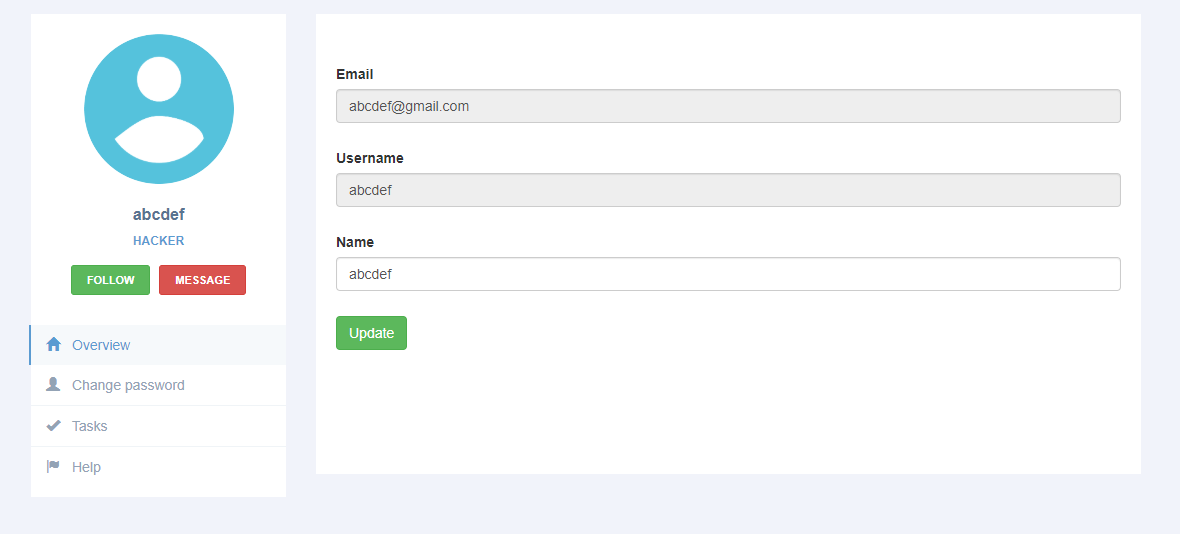 abcdef
HACKER
FOLLOW MESSAGE
Overview
Change password
Tasks
Help
Email
abcdef@gmail.com
Username
abcdef
Name
abcdef
Update